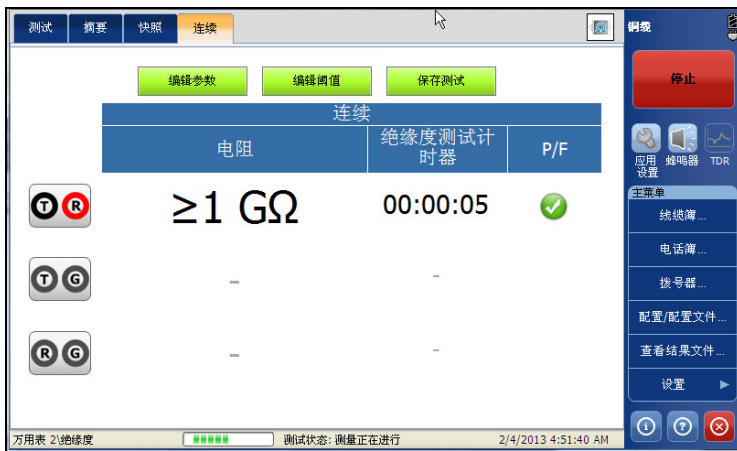 测试 摘要 快照 连续
铜缆
编辑参数 编辑阈值 保存测试
停止
连续
电阻 绝缘度测试计时器 P/F
应用设置 蜂鸣器 TDR
主菜单
T R ≥1 GΩ 00:00:05
线缆簿...
电话簿...
T G - -
拨号器...
配置/配置文件...
R G - -
查看结果文件...
设置
万用表 2\绝缘度 测试状态: 测量正在进行 2/4/2013 4:51:40 AM